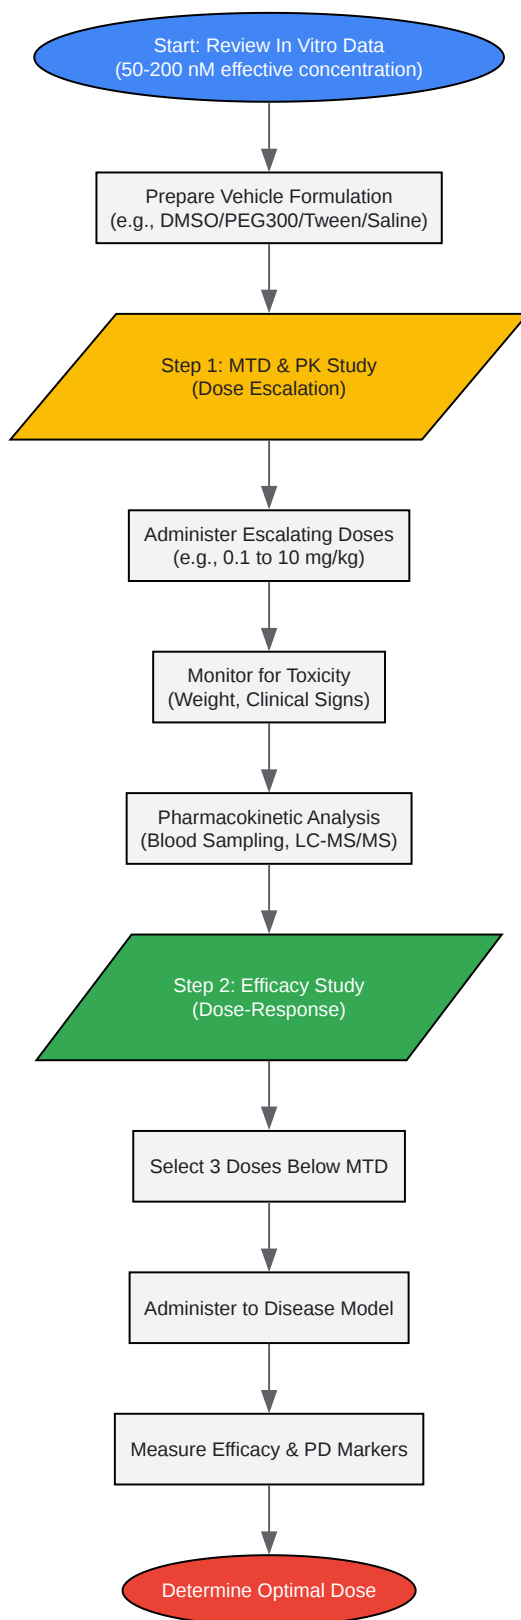 Start: Review In Vitro Data
(50-200 nM effective concentration)
Prepare Vehicle Formulation
(e.g., DMSO/PEG300/Tween/Saline)
Step 1: MTD & PK Study
(Dose Escalation)
Administer Escalating Doses
(e.g., 0.1 to 10 mg/kg)
Monitor for Toxicity
(Weight, Clinical Signs)
Pharmacokinetic Analysis
(Blood Sampling, LC-MS/MS)
Step 2: Efficacy Study
(Dose-Response)
Select 3 Doses Below MTD
Administer to Disease Model
Measure Efficacy & PD Markers
Determine Optimal Dose